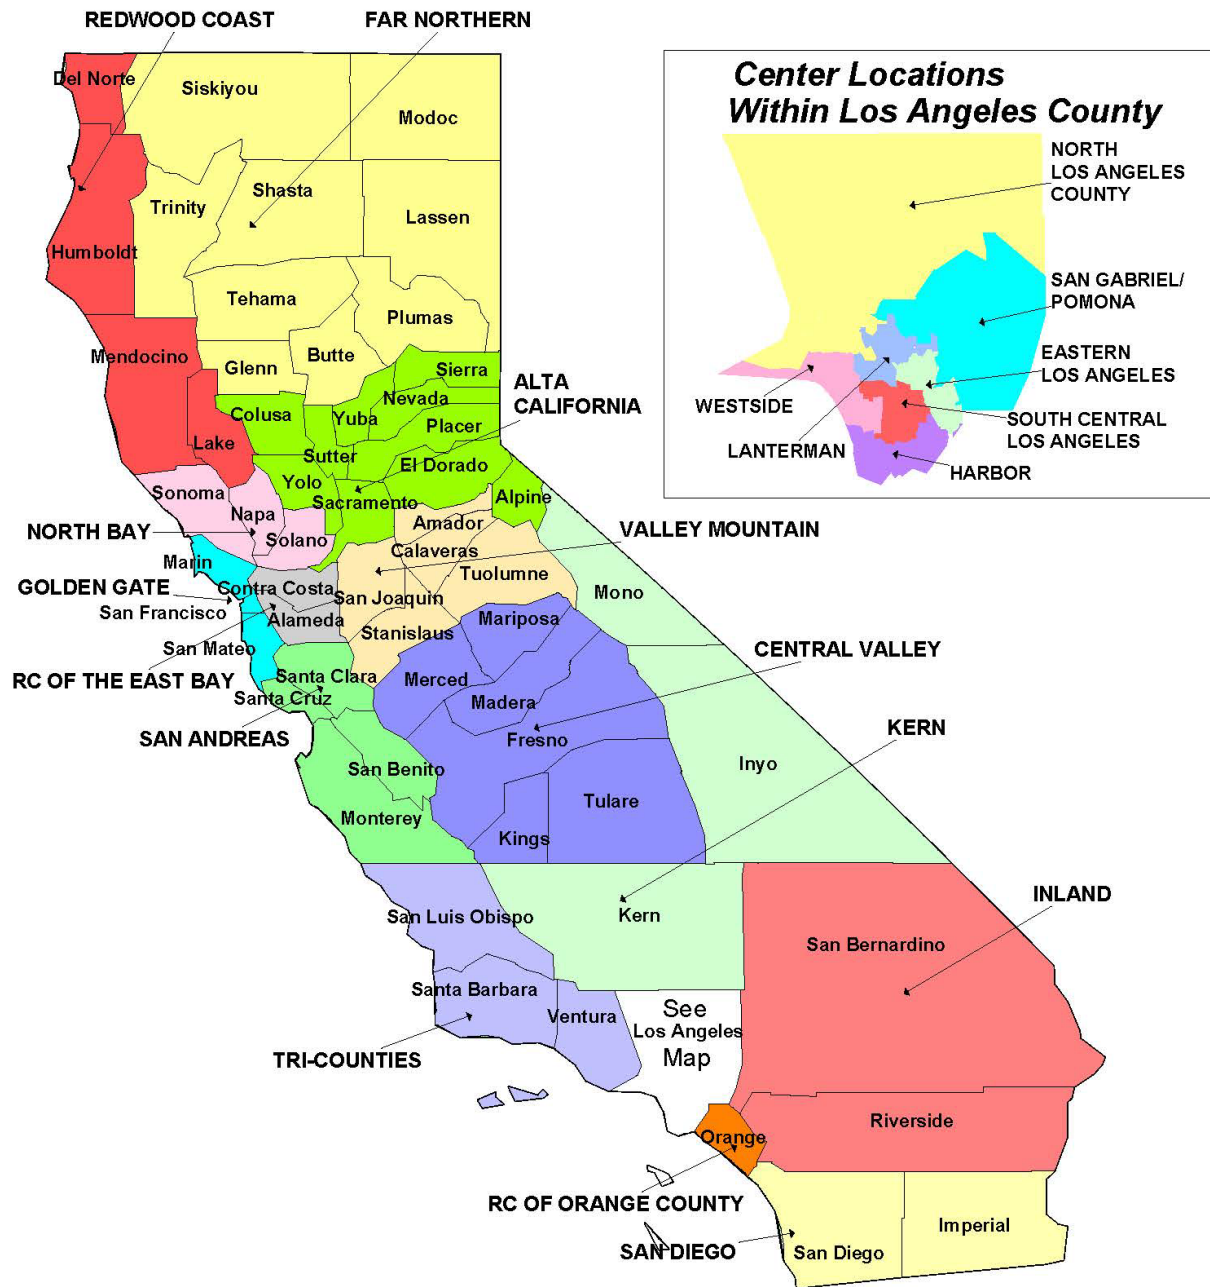 REDWOOD COAST
FAR NORTHERN
Del Norte
Siskiyou
Modoc
Shasta
Trinity
Lassen
Humboldt
Tehama
Plumas
Mendocino
Butte
Glenn
Sierra
Nevada
Colusa
Yuba
Placer
Lake
Sutter
El Dorado
Yolo
Sacramento
Alpine
ALTA
CALIFORNIA
Sonoma
Napa
Amador
NORTH BAY
Solano
Calaveras
VALLEY MOUNTAIN
Marin
Tuolumne
GOLDEN GATE
Contra Costa
San Joaquin
Mono
San Francisco
Alameda
Mariposa
Stanislaus
San Mateo
CENTRAL VALLEY
RC OF THE EAST BAY
Santa Clara
Merced
Santa Cruz
Madera
SAN ANDREAS
Fresno
KERN
San Benito
Inyo
Tulare
Monterey
Kings
INLAND
San Luis Obispo
Kern
San Bernardino
Santa Barbara
Ventura
See
Los Angeles
Map
TRI-COUNTIES
Orange
Riverside
RC OF ORANGE COUNTY
SAN DIEGO
San Diego
Imperial
Center Locations
Within Los Angeles County
NORTH
LOS ANGELES
COUNTY
SAN GABRIEL/
POMONA
EASTERN
LOS ANGELES
WESTSIDE
SOUTH CENTRAL
LOS ANGELES
LANTERMAN
HARBOR